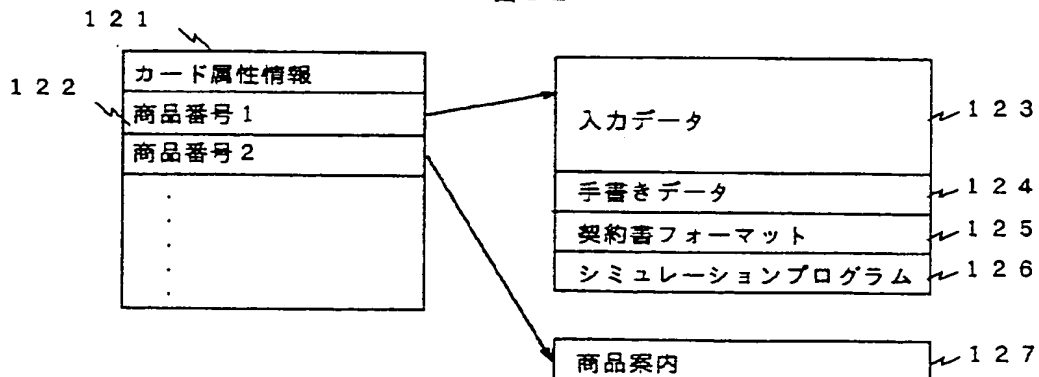 １２１
カード属性情報
１２２
商品番号１
商品番号２
入力データ
１２３
手書きデータ
１２４
契約書フォーマット
１２５
シミュレーションプログラム
１２６
商品案内
１２７